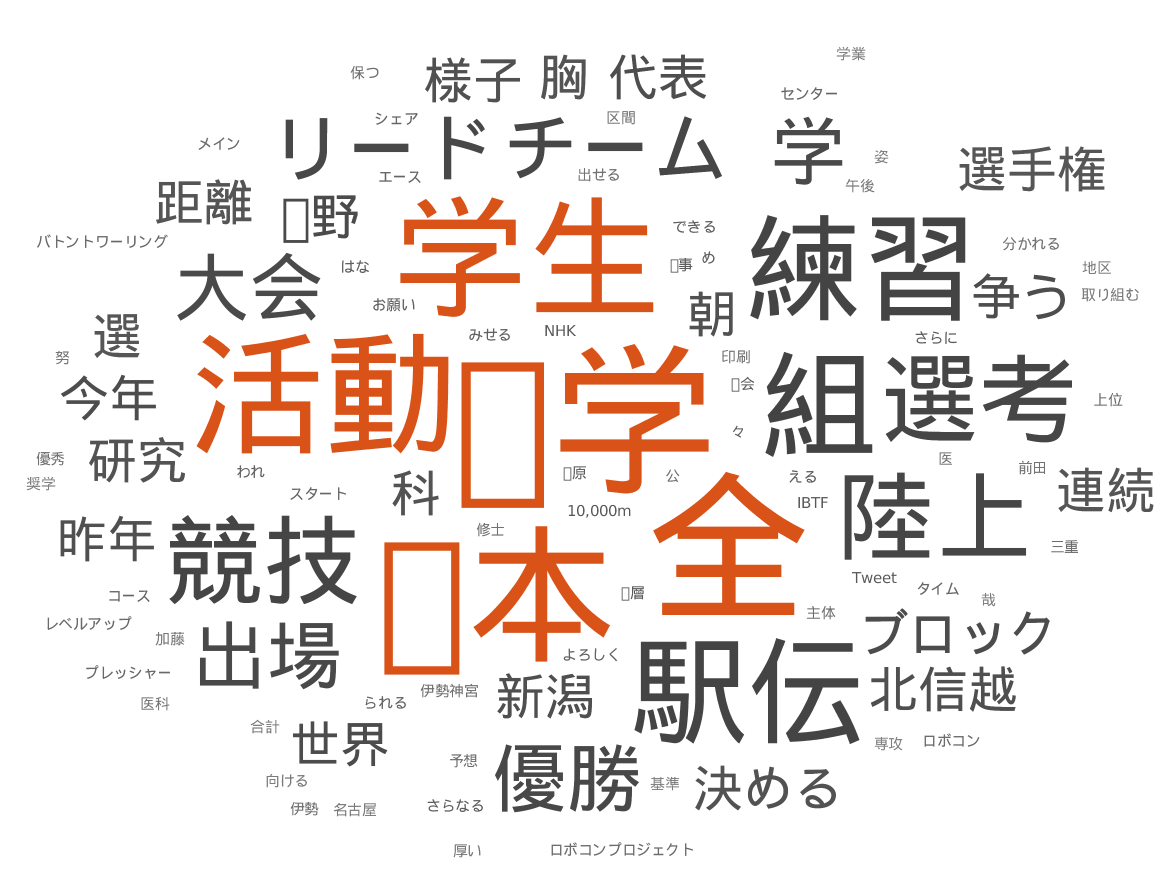 学業
保つ
様子 胸 代表
センター
シェア
区間
メイン
リードチーム
学
姿
選手権
エース
出せる
午後
距離
□野
学生
できる
練習
バトントワーリング
分かれる
はな
□事
め
大会
地区
お願い
朝
争う
取り組む
選
みせる
NHK
さらに
努
活動
□学
印刷
組選考
今年
□会
上位
々
優秀
研究
われ
□原
公
える
医
前田
奨学
スタート
科
10,000m
IBTF
連続
昨年
競技
修士
全
陸上
三重
□本
Tweet
コース
□層
タイム
哉
レベルアップ
加藤
出場
主体
ブロック
よろしく
プレッシャー
駅伝
医科
られる
伊勢神宮
新潟
北信越
合計
世界
専攻
ロボコン
予想
向ける
優勝
基準
決める
伊勢
名古屋
さらなる
厚い
ロボコンプロジェクト